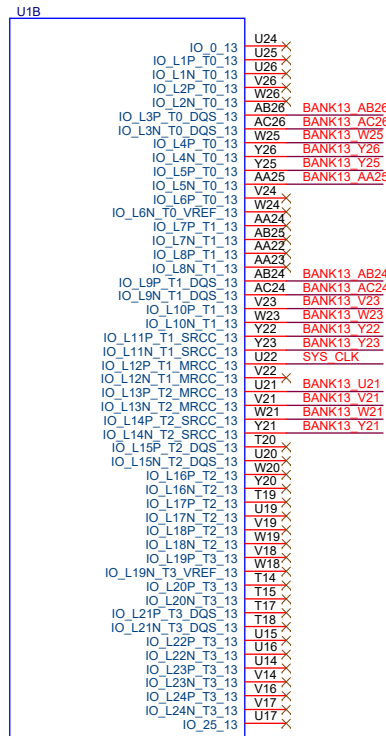 U1B
IO_0_13 U24
IO_L1P_T0_13 U25
IO_L1N_T0_13 U26
IO_L2P_T0_13 V26
IO_L2N_T0_13 W26
IO_L3P_T0_DQS_13 AB26 BANK13_AB26
IO_L3N_T0_DQS_13 AC26 BANK13_AC26
IO_L4P_T0_13 W25 BANK13_W25
IO_L4N_T0_13 Y26 BANK13_Y26
IO_L5P_T0_13 Y25 BANK13_Y25
IO_L5N_T0_13 AA25 BANK13_AA25
IO_L6P_T0_13 V24
IO_L6N_T0_VREF_13 W24
IO_L7P_T1_13 AA24
IO_L7N_T1_13 AB25
IO_L8P_T1_13 AA22
IO_L8N_T1_13 AA23
IO_L9P_T1_DQS_13 AB24 BANK13_AB24
IO_L9N_T1_DQS_13 AC24 BANK13_AC24
IO_L10P_T1_13 V23 BANK13_V23
IO_L10N_T1_13 W23 BANK13_W23
IO_L11P_T1_SRCC_13 Y22 BANK13_Y22
IO_L11N_T1_SRCC_13 Y23 BANK13_Y23
IO_L12P_T1_MRCC_13 U22 SYS_CLK
IO_L12N_T1_MRCC_13 V22
IO_L13P_T2_MRCC_13 U21 BANK13_U21
IO_L13N_T2_MRCC_13 V21 BANK13_V21
IO_L14P_T2_SRCC_13 W21 BANK13_W21
IO_L14N_T2_SRCC_13 Y21 BANK13_Y21
IO_L15P_T2_DQS_13 T20
IO_L15N_T2_DQS_13 U20
IO_L16P_T2_13 W20
IO_L16N_T2_13 Y20
IO_L17P_T2_13 T19
IO_L17N_T2_13 U19
IO_L18P_T2_13 V19
IO_L18N_T2_13 W19
IO_L19P_T3_13 V18
IO_L19N_T3_VREF_13 W18
IO_L20P_T3_13 T14
IO_L20N_T3_13 T15
IO_L21P_T3_DQS_13 T17
IO_L21N_T3_DQS_13 T18
IO_L22P_T3_13 U15
IO_L22N_T3_13 U16
IO_L23P_T3_13 U14
IO_L23N_T3_13 V14
IO_L24P_T3_13 V16
IO_L24N_T3_13 V17
IO_25_13 U17